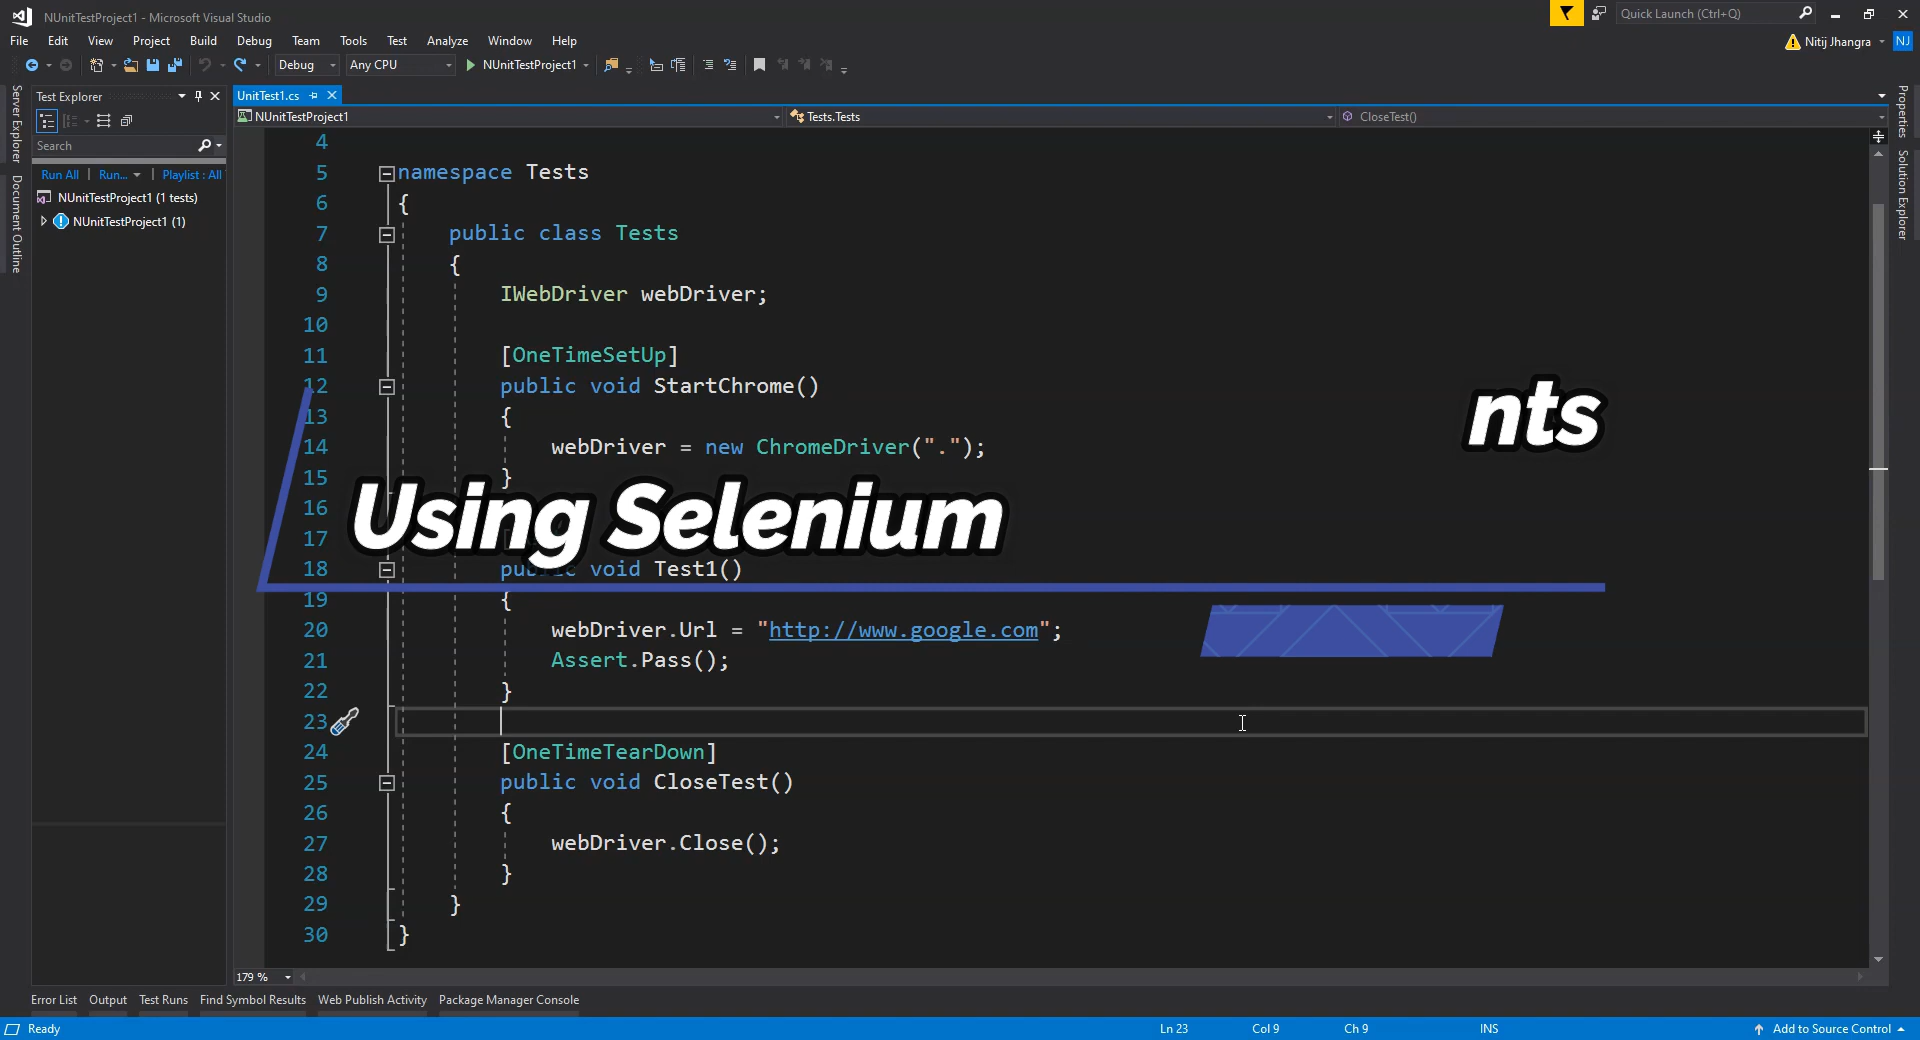 NUnitTestProject1 - Microsoft Visual Studio
Quick Launch (Ctrl+Q)
File Edit View Project Build Debug Team Tools Test Analyze Window Help
Nitij Jhangra NJ
Debug Any CPU NUnitTestProject1
Server Explorer
Document Outline
Test Explorer
Search
Run All | Run... | Playlist : All
NUnitTestProject1 (1 tests)
NUnitTestProject1 (1)
UnitTest1.cs
NUnitTestProject1 Tests.Tests CloseTest()
Properties
Solution Explorer
4
5 namespace Tests
6 {
7 public class Tests
8 {
9 IWebDriver webDriver;
10
11 [OneTimeSetUp]
12 public void StartChrome()
13 {
nts
14 webDriver = new ChromeDriver(".");
15 }
16
Using Selenium
17
18 public void Test1()
19 {
20 webDriver.Url = "http://www.google.com";
21 Assert.Pass();
22 }
23
24 [OneTimeTearDown]
25 public void CloseTest()
26 {
27 webDriver.Close();
28 }
29 }
30 }
179 %
Error List Output Test Runs Find Symbol Results Web Publish Activity Package Manager Console
Ready Ln 23 Col 9 Ch 9 INS Add to Source Control